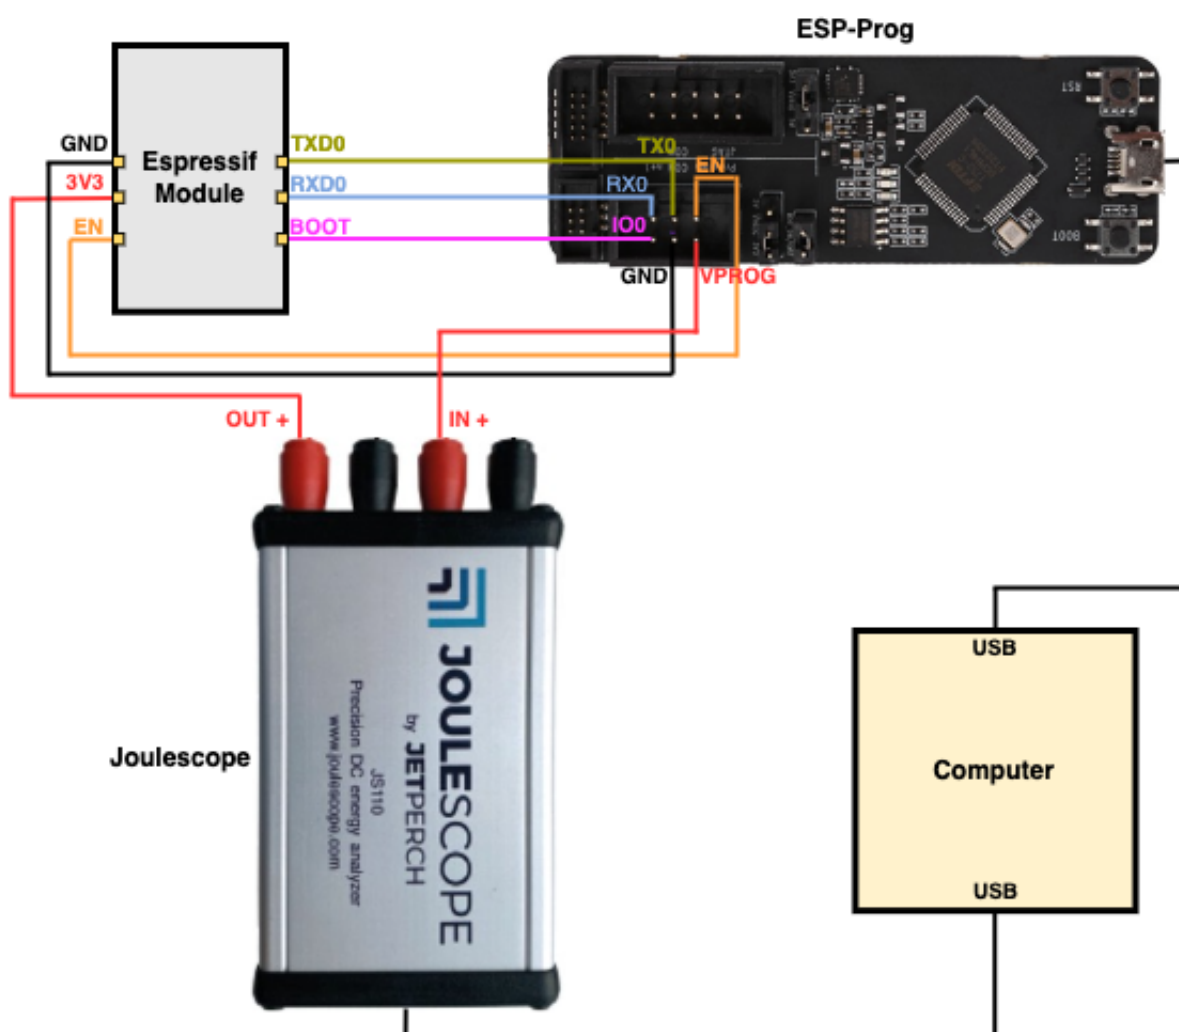 ESP-Prog
RST
GND
3V3
EN
Espressif
Module
TXD0
RXD0
BOOT
TX0
EN
RX0
IO0
BOOT
GND
VPROG
OUT +
IN +
JOULESCOPE
by JETPERCH
JS110
Precision DC energy analyzer
www.joulescope.com
Joulescope
USB
Computer
USB